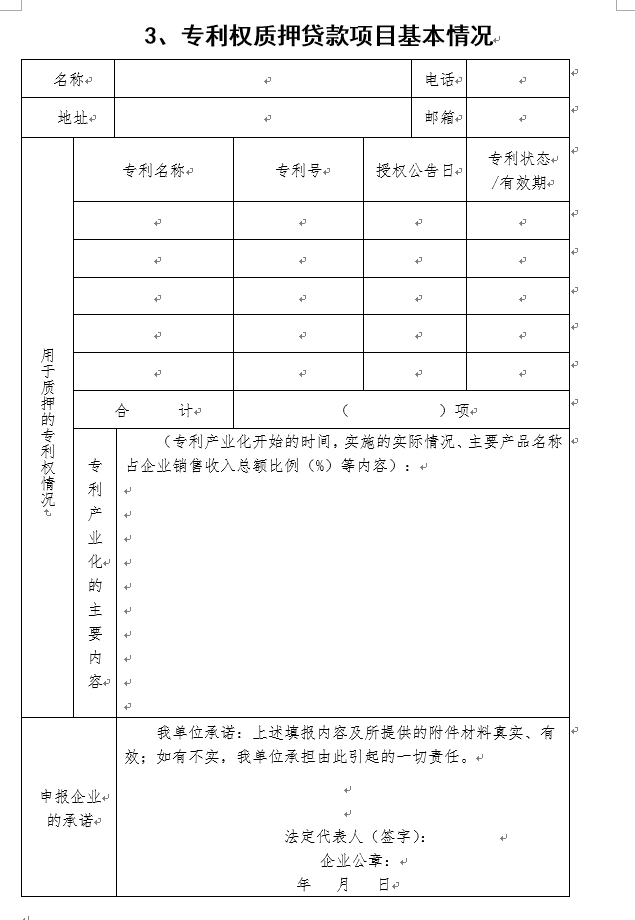 3、专利权质押贷款项目基本情况
名称 电话
地址 邮箱
用于质押的专利权情况
专利名称 专利号 授权公告日 专利状态
/有效期
合 计 （ ）项
专利产业化的主要内容
（专利产业化开始的时间，实施的实际情况、主要产品名称
占企业销售收入总额比例（%）等内容）：
申报企业
的承诺
我单位承诺：上述填报内容及所提供的附件材料真实、有
效；如有不实，我单位承担由此引起的一切责任。
法定代表人（签字）：
企业公章：
年 月 日